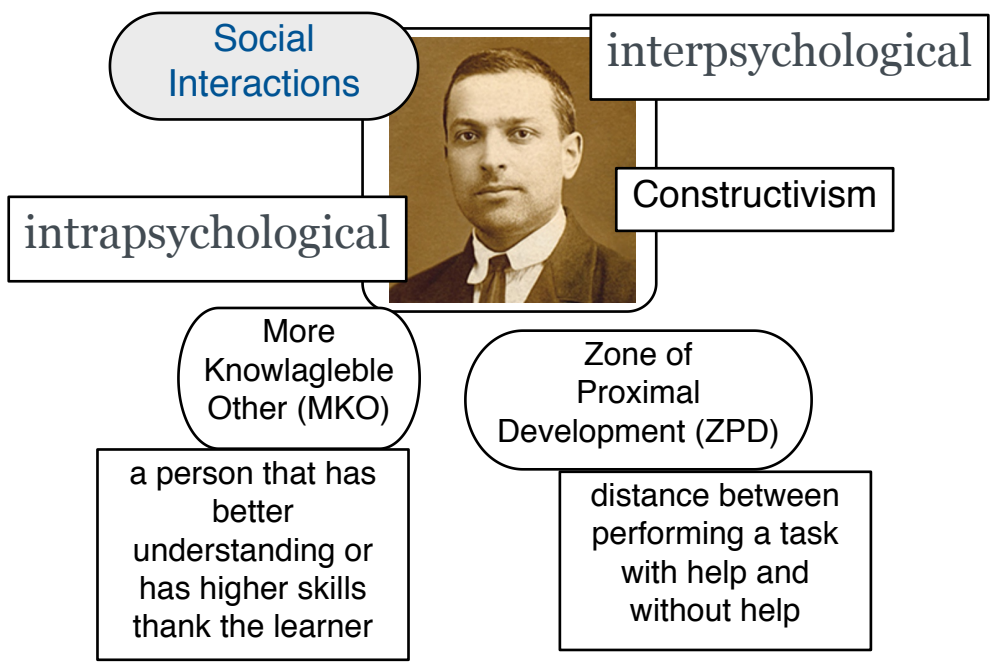 Social
Interactions
interpsychological
Constructivism
intrapsychological
More
Knowlagleble
Other (MKO)
Zone of
Proximal
Development (ZPD)
a person that has
better
understanding or
has higher skills
thank the learner
distance between
performing a task
with help and
without help